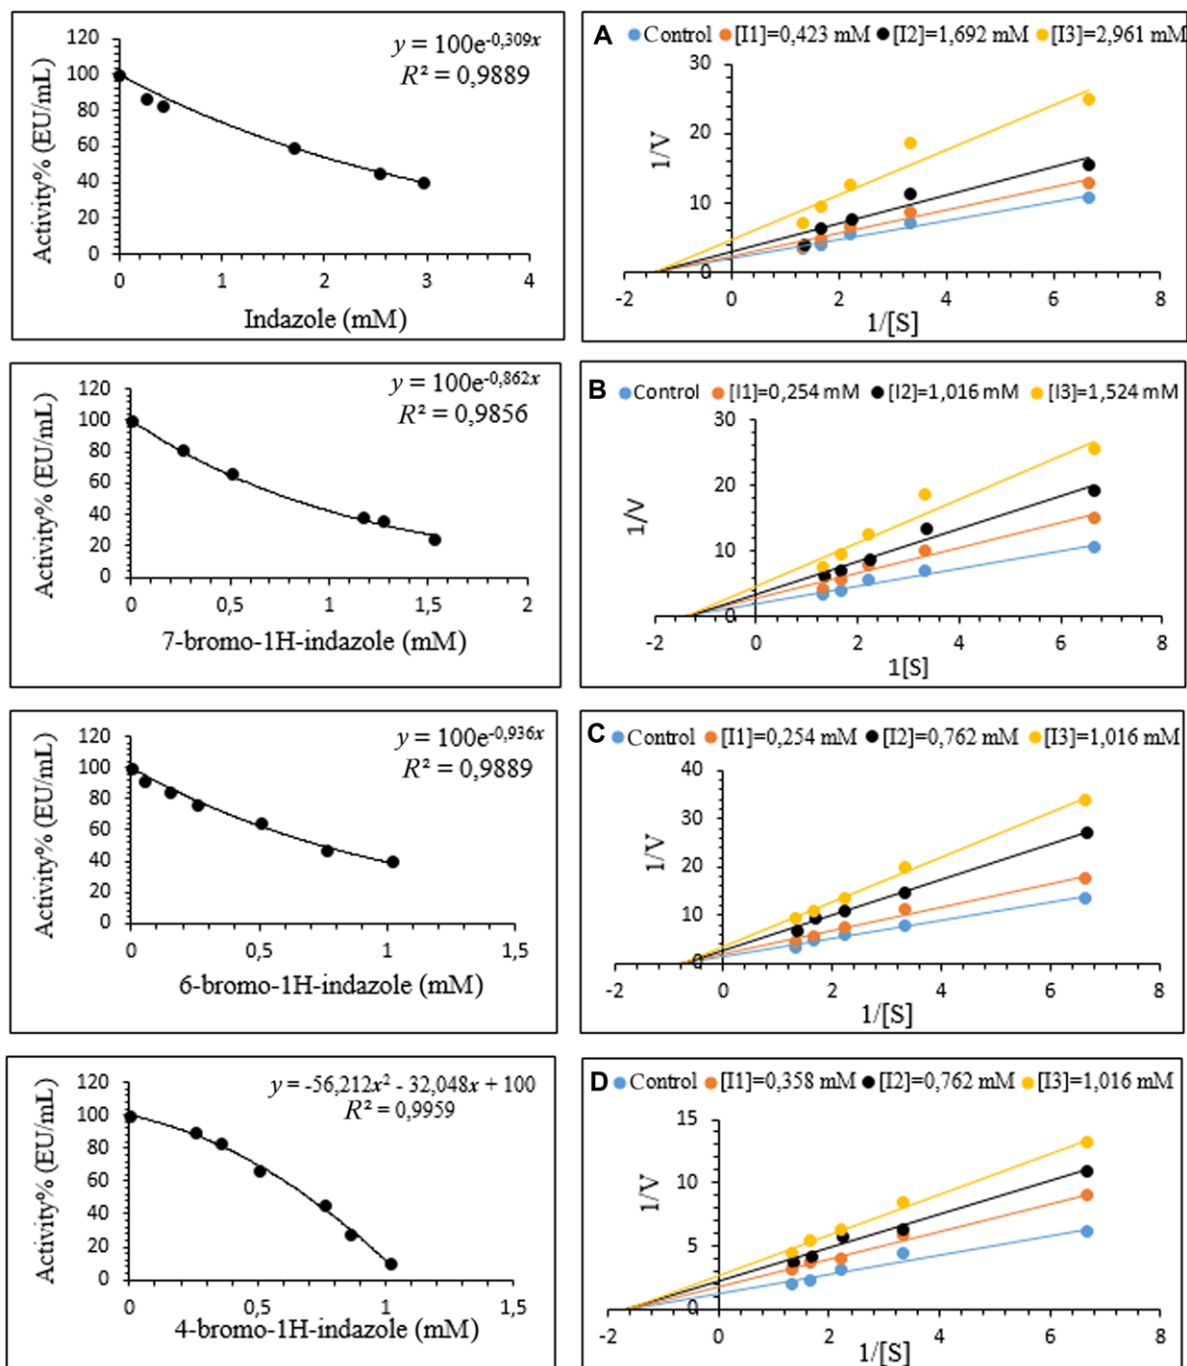 y = 100e^-0,309x
R² = 0,9889
Activity% (EU/mL)
120
100
80
60
40
20
0
0 1 2 3 4
Indazole (mM)
A Control [I1]=0,423 mM [I2]=1,692 mM [I3]=2,961 mM
1/V
30
20
10
0
-2 0 2 4 6 8
1/[S]
y = 100e^-0,862x
R² = 0,9856
Activity% (EU/mL)
120
100
80
60
40
20
0
0 0,5 1 1,5 2
7-bromo-1H-indazole (mM)
B Control [I1]=0,254 mM [I2]=1,016 mM [I3]=1,524 mM
1/V
30
20
10
0
-2 0 2 4 6 8
1[S]
y = 100e^-0,936x
R² = 0,9889
Activity% (EU/mL)
120
100
80
60
40
20
0
0 0,5 1 1,5
6-bromo-1H-indazole (mM)
C Control [I1]=0,254 mM [I2]=0,762 mM [I3]=1,016 mM
1/V
40
30
20
10
0
-2 0 2 4 6 8
1/[S]
y = -56,212x² - 32,048x + 100
R² = 0,9959
Activity% (EU/mL)
120
100
80
60
40
20
0
0 0,5 1 1,5
4-bromo-1H-indazole (mM)
D Control [I1]=0,358 mM [I2]=0,762 mM [I3]=1,016 mM
1/V
15
10
5
0
-2 0 2 4 6 8
1/[S]